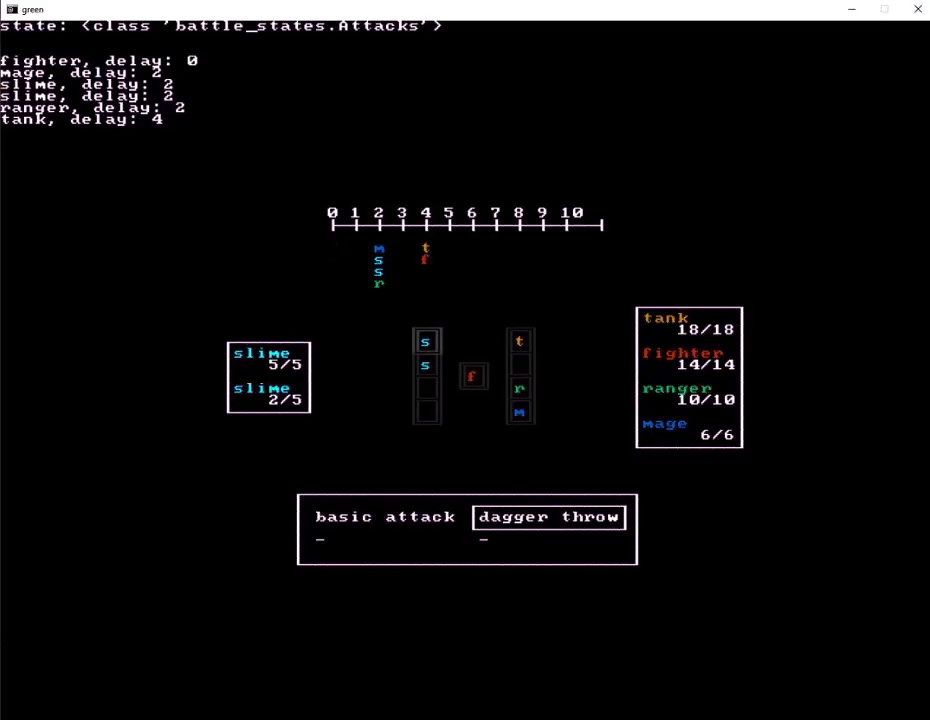 green
state: <class 'battle_states.Attacks'>
fighter, delay: 0
mage, delay: 2
slime, delay: 2
slime, delay: 2
ranger, delay: 2
tank, delay: 4
0 1 2 3 4 5 6 7 8 9 10
m t
s f
s
r
slime
5/5
slime
2/5
s t
s
f
r
m
tank
18/18
fighter
14/14
ranger
10/10
mage
6/6
basic attack dagger throw
– –